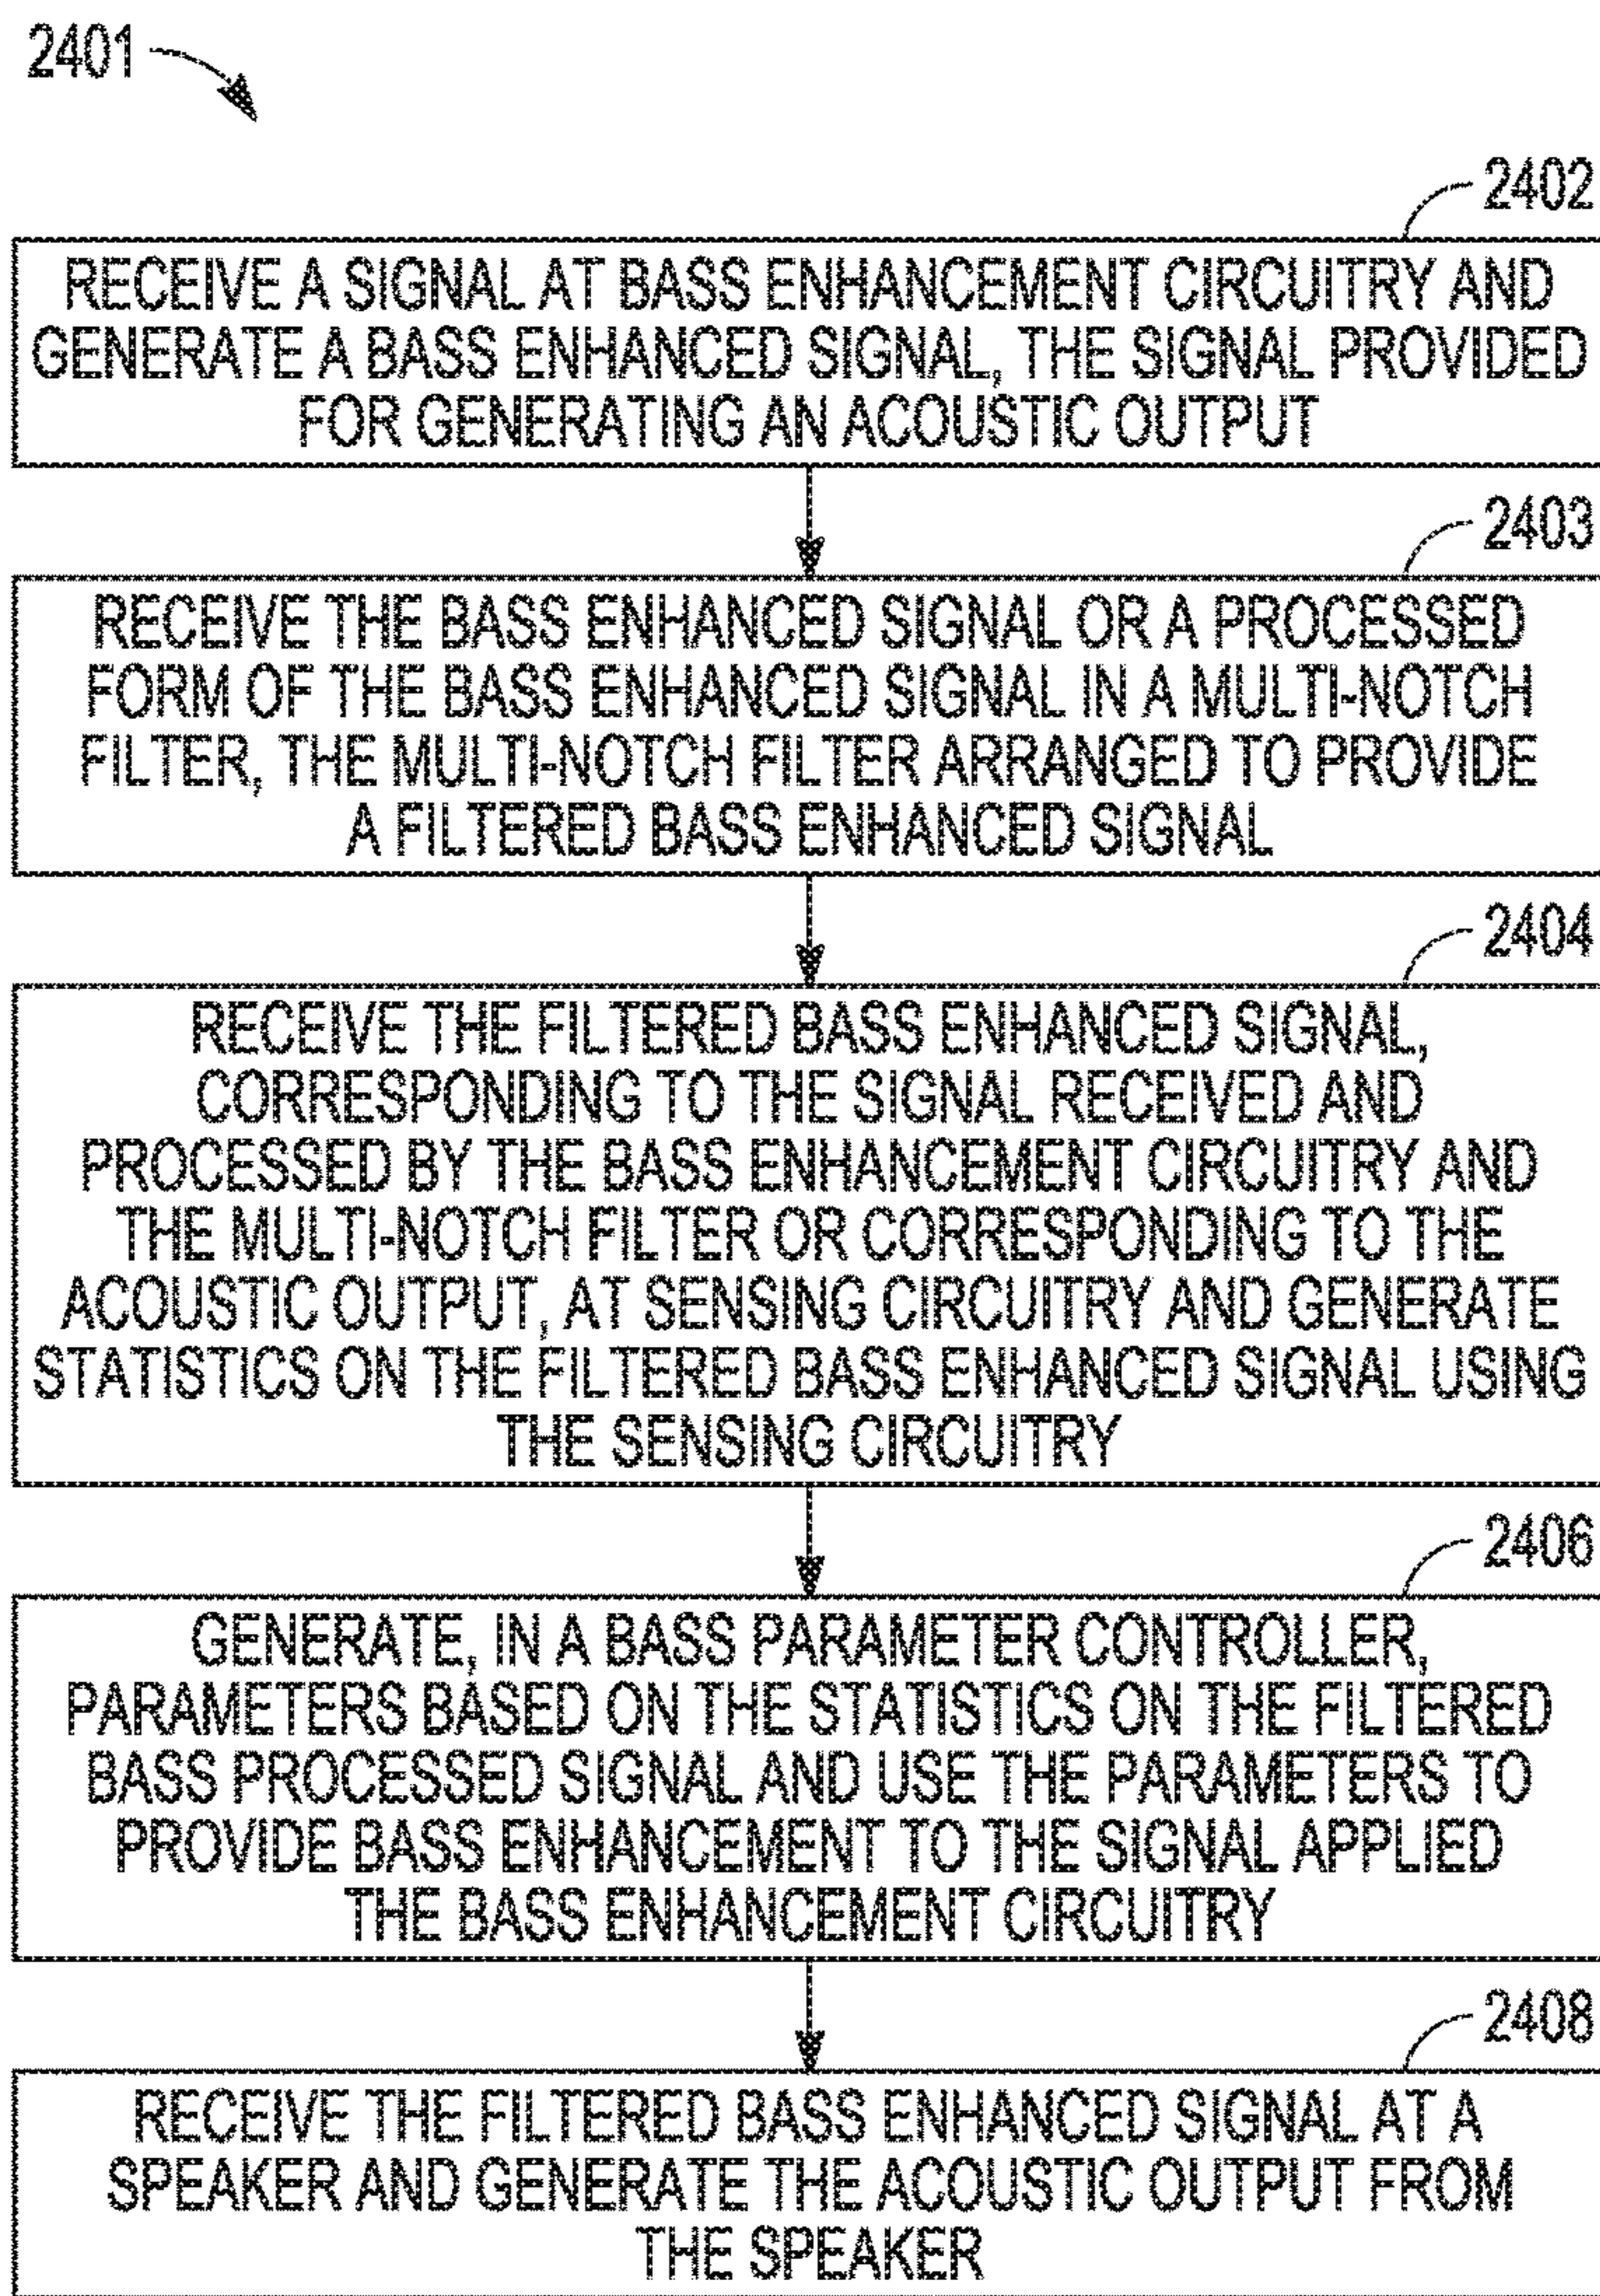 2401
2402
RECEIVE A SIGNAL AT BASS ENHANCEMENT CIRCUITRY AND
GENERATE A BASS ENHANCED SIGNAL, THE SIGNAL PROVIDED
FOR GENERATING AN ACOUSTIC OUTPUT
2403
RECEIVE THE BASS ENHANCED SIGNAL OR A PROCESSED
FORM OF THE BASS ENHANCED SIGNAL IN A MULTI-NOTCH
FILTER, THE MULTI-NOTCH FILTER ARRANGED TO PROVIDE
A FILTERED BASS ENHANCED SIGNAL
2404
RECEIVE THE FILTERED BASS ENHANCED SIGNAL,
CORRESPONDING TO THE SIGNAL RECEIVED AND
PROCESSED BY THE BASS ENHANCEMENT CIRCUITRY AND
THE MULTI-NOTCH FILTER OR CORRESPONDING TO THE
ACOUSTIC OUTPUT, AT SENSING CIRCUITRY AND GENERATE
STATISTICS ON THE FILTERED BASS ENHANCED SIGNAL USING
THE SENSING CIRCUITRY
2406
GENERATE, IN A BASS PARAMETER CONTROLLER,
PARAMETERS BASED ON THE STATISTICS ON THE FILTERED
BASS PROCESSED SIGNAL AND USE THE PARAMETERS TO
PROVIDE BASS ENHANCEMENT TO THE SIGNAL APPLIED
THE BASS ENHANCEMENT CIRCUITRY
2408
RECEIVE THE FILTERED BASS ENHANCED SIGNAL AT A
SPEAKER AND GENERATE THE ACOUSTIC OUTPUT FROM
THE SPEAKER